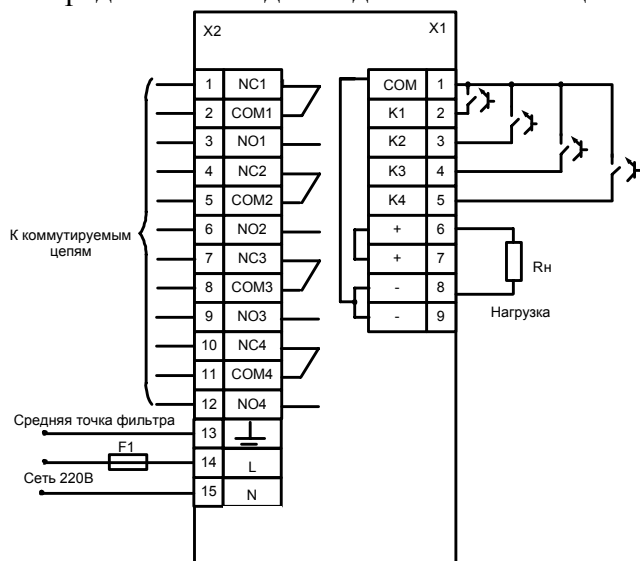 X2
X1
1 NC1
2 COM1
3 NO1
4 NC2
5 COM2
6 NO2
7 NC3
8 COM3
9 NO3
10 NC4
11 COM4
12 NO4
13
14 L
15 N
К коммутируемым
цепям
Средняя точка фильтра
F1
Сеть 220В
COM 1
K1 2
K2 3
K3 4
K4 5
+ 6
+ 7
- 8
- 9
Rн
Нагрузка